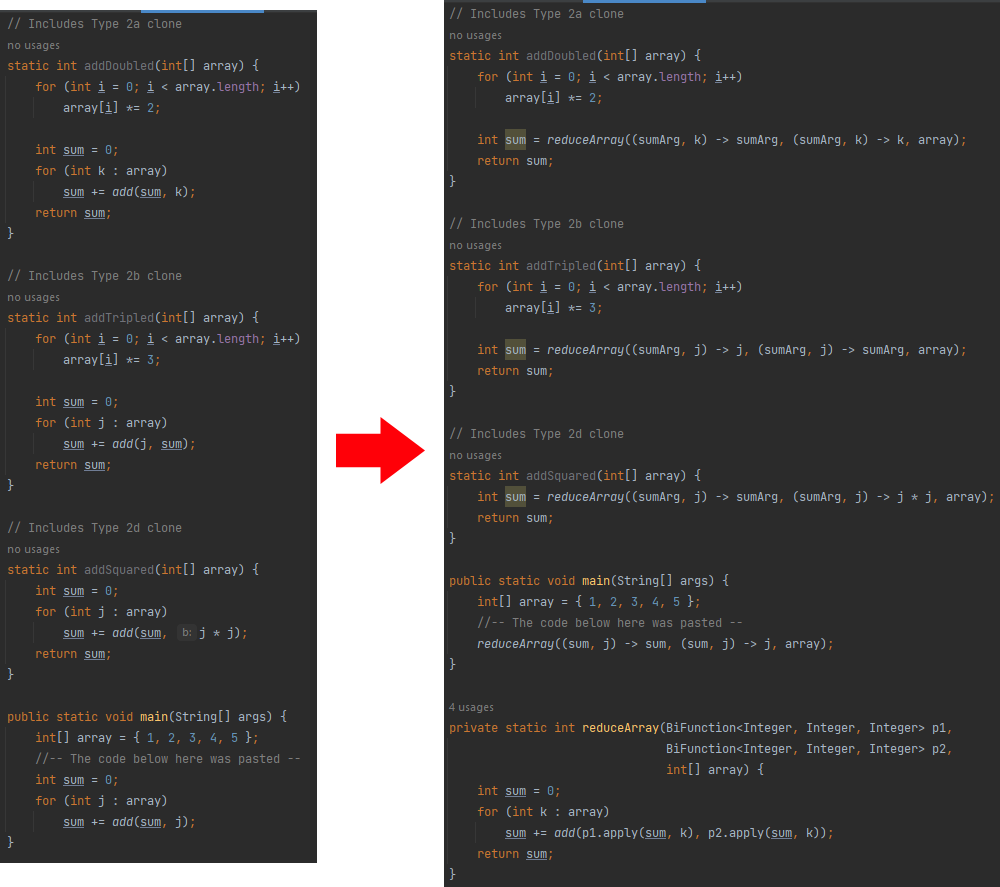 // Includes Type 2a clone
no usages
static int addDoubled(int[] array) {
    for (int i = 0; i < array.length; i++)
        array[i] *= 2;

    int sum = 0;
    for (int k : array)
        sum += add(sum, k);
    return sum;
}

// Includes Type 2b clone
no usages
static int addTripled(int[] array) {
    for (int i = 0; i < array.length; i++)
        array[i] *= 3;

    int sum = 0;
    for (int j : array)
        sum += add(j, sum);
    return sum;
}

// Includes Type 2d clone
no usages
static int addSquared(int[] array) {
    int sum = 0;
    for (int j : array)
        sum += add(sum, b: j * j);
    return sum;
}

public static void main(String[] args) {
    int[] array = { 1, 2, 3, 4, 5 };
    //-- The code below here was pasted --
    int sum = 0;
    for (int j : array)
        sum += add(sum, j);
}

// Includes Type 2a clone
no usages
static int addDoubled(int[] array) {
    for (int i = 0; i < array.length; i++)
        array[i] *= 2;

    int sum = reduceArray((sumArg, k) -> sumArg, (sumArg, k) -> k, array);
    return sum;
}

// Includes Type 2b clone
no usages
static int addTripled(int[] array) {
    for (int i = 0; i < array.length; i++)
        array[i] *= 3;

    int sum = reduceArray((sumArg, j) -> j, (sumArg, j) -> sumArg, array);
    return sum;
}

// Includes Type 2d clone
no usages
static int addSquared(int[] array) {
    int sum = reduceArray((sumArg, j) -> sumArg, (sumArg, j) -> j * j, array);
    return sum;
}

public static void main(String[] args) {
    int[] array = { 1, 2, 3, 4, 5 };
    //-- The code below here was pasted --
    reduceArray((sum, j) -> sum, (sum, j) -> j, array);
}

4 usages
private static int reduceArray(BiFunction<Integer, Integer, Integer> p1,
                               BiFunction<Integer, Integer, Integer> p2,
                               int[] array) {
    int sum = 0;
    for (int k : array)
        sum += add(p1.apply(sum, k), p2.apply(sum, k));
    return sum;
}